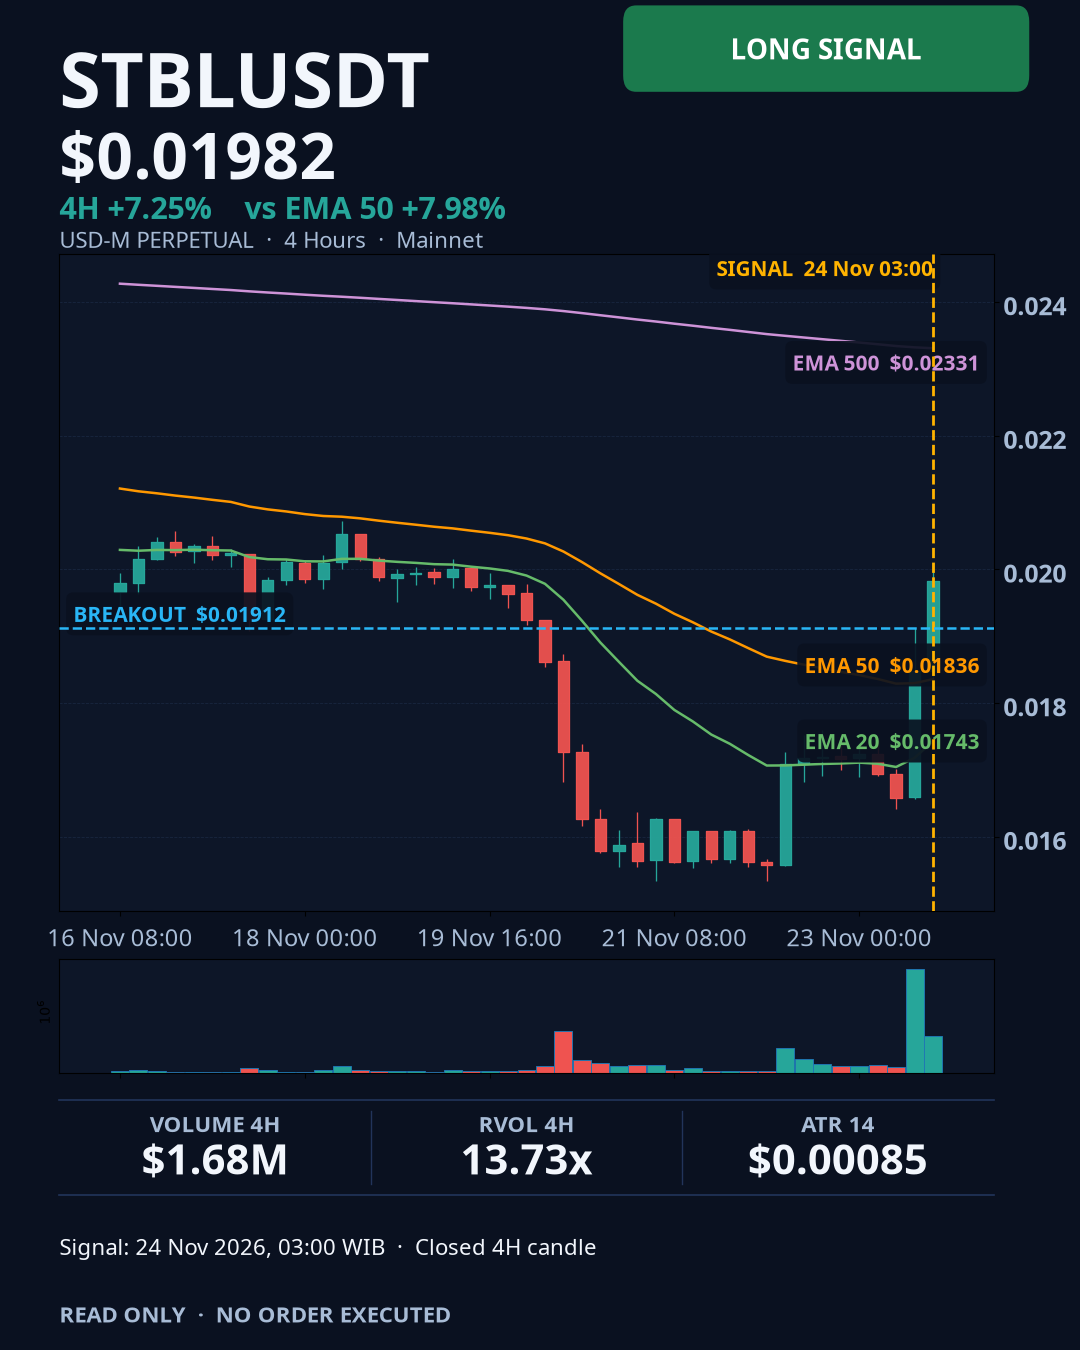 LONG SIGNAL
STBLUSDT
$0.01982
4H +7.25% vs EMA 50 +7.98%
USD-M PERPETUAL · 4 Hours · Mainnet
SIGNAL 24 Nov 03:00
0.024
EMA 500 $0.02331
0.022
0.020
BREAKOUT $0.01912
EMA 50 $0.01836
0.018
EMA 20 $0.01743
0.016
16 Nov 08:00 18 Nov 00:00 19 Nov 16:00 21 Nov 08:00 23 Nov 00:00
10⁶
VOLUME 4H RVOL 4H ATR 14
$1.68M 13.73x $0.00085
Signal: 24 Nov 2026, 03:00 WIB · Closed 4H candle
READ ONLY · NO ORDER EXECUTED